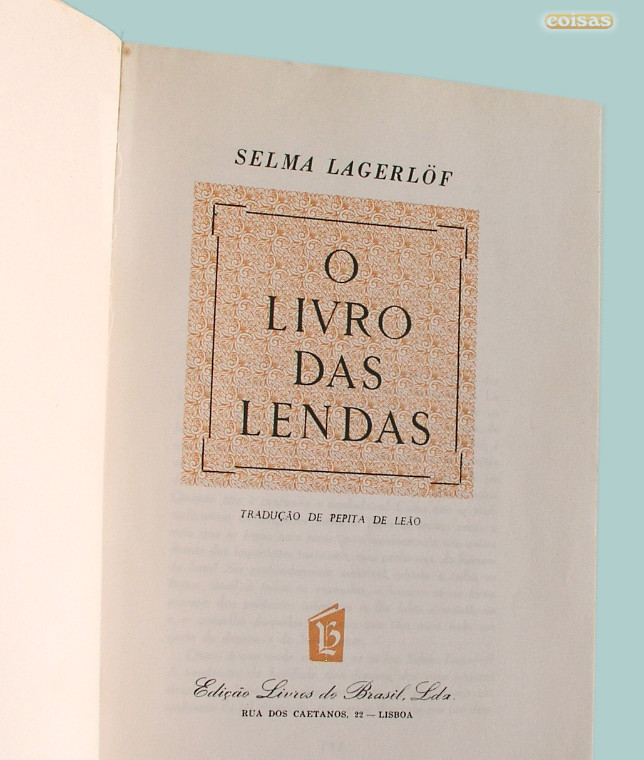 coisas
SELMA LAGERLÖF
O
LIVRO
DAS
LENDAS
TRADUÇÃO DE PEPITA DE LEÃO
LB
Edição Livros do Brasil, Lda.
RUA DOS CAETANOS, 22 — LISBOA